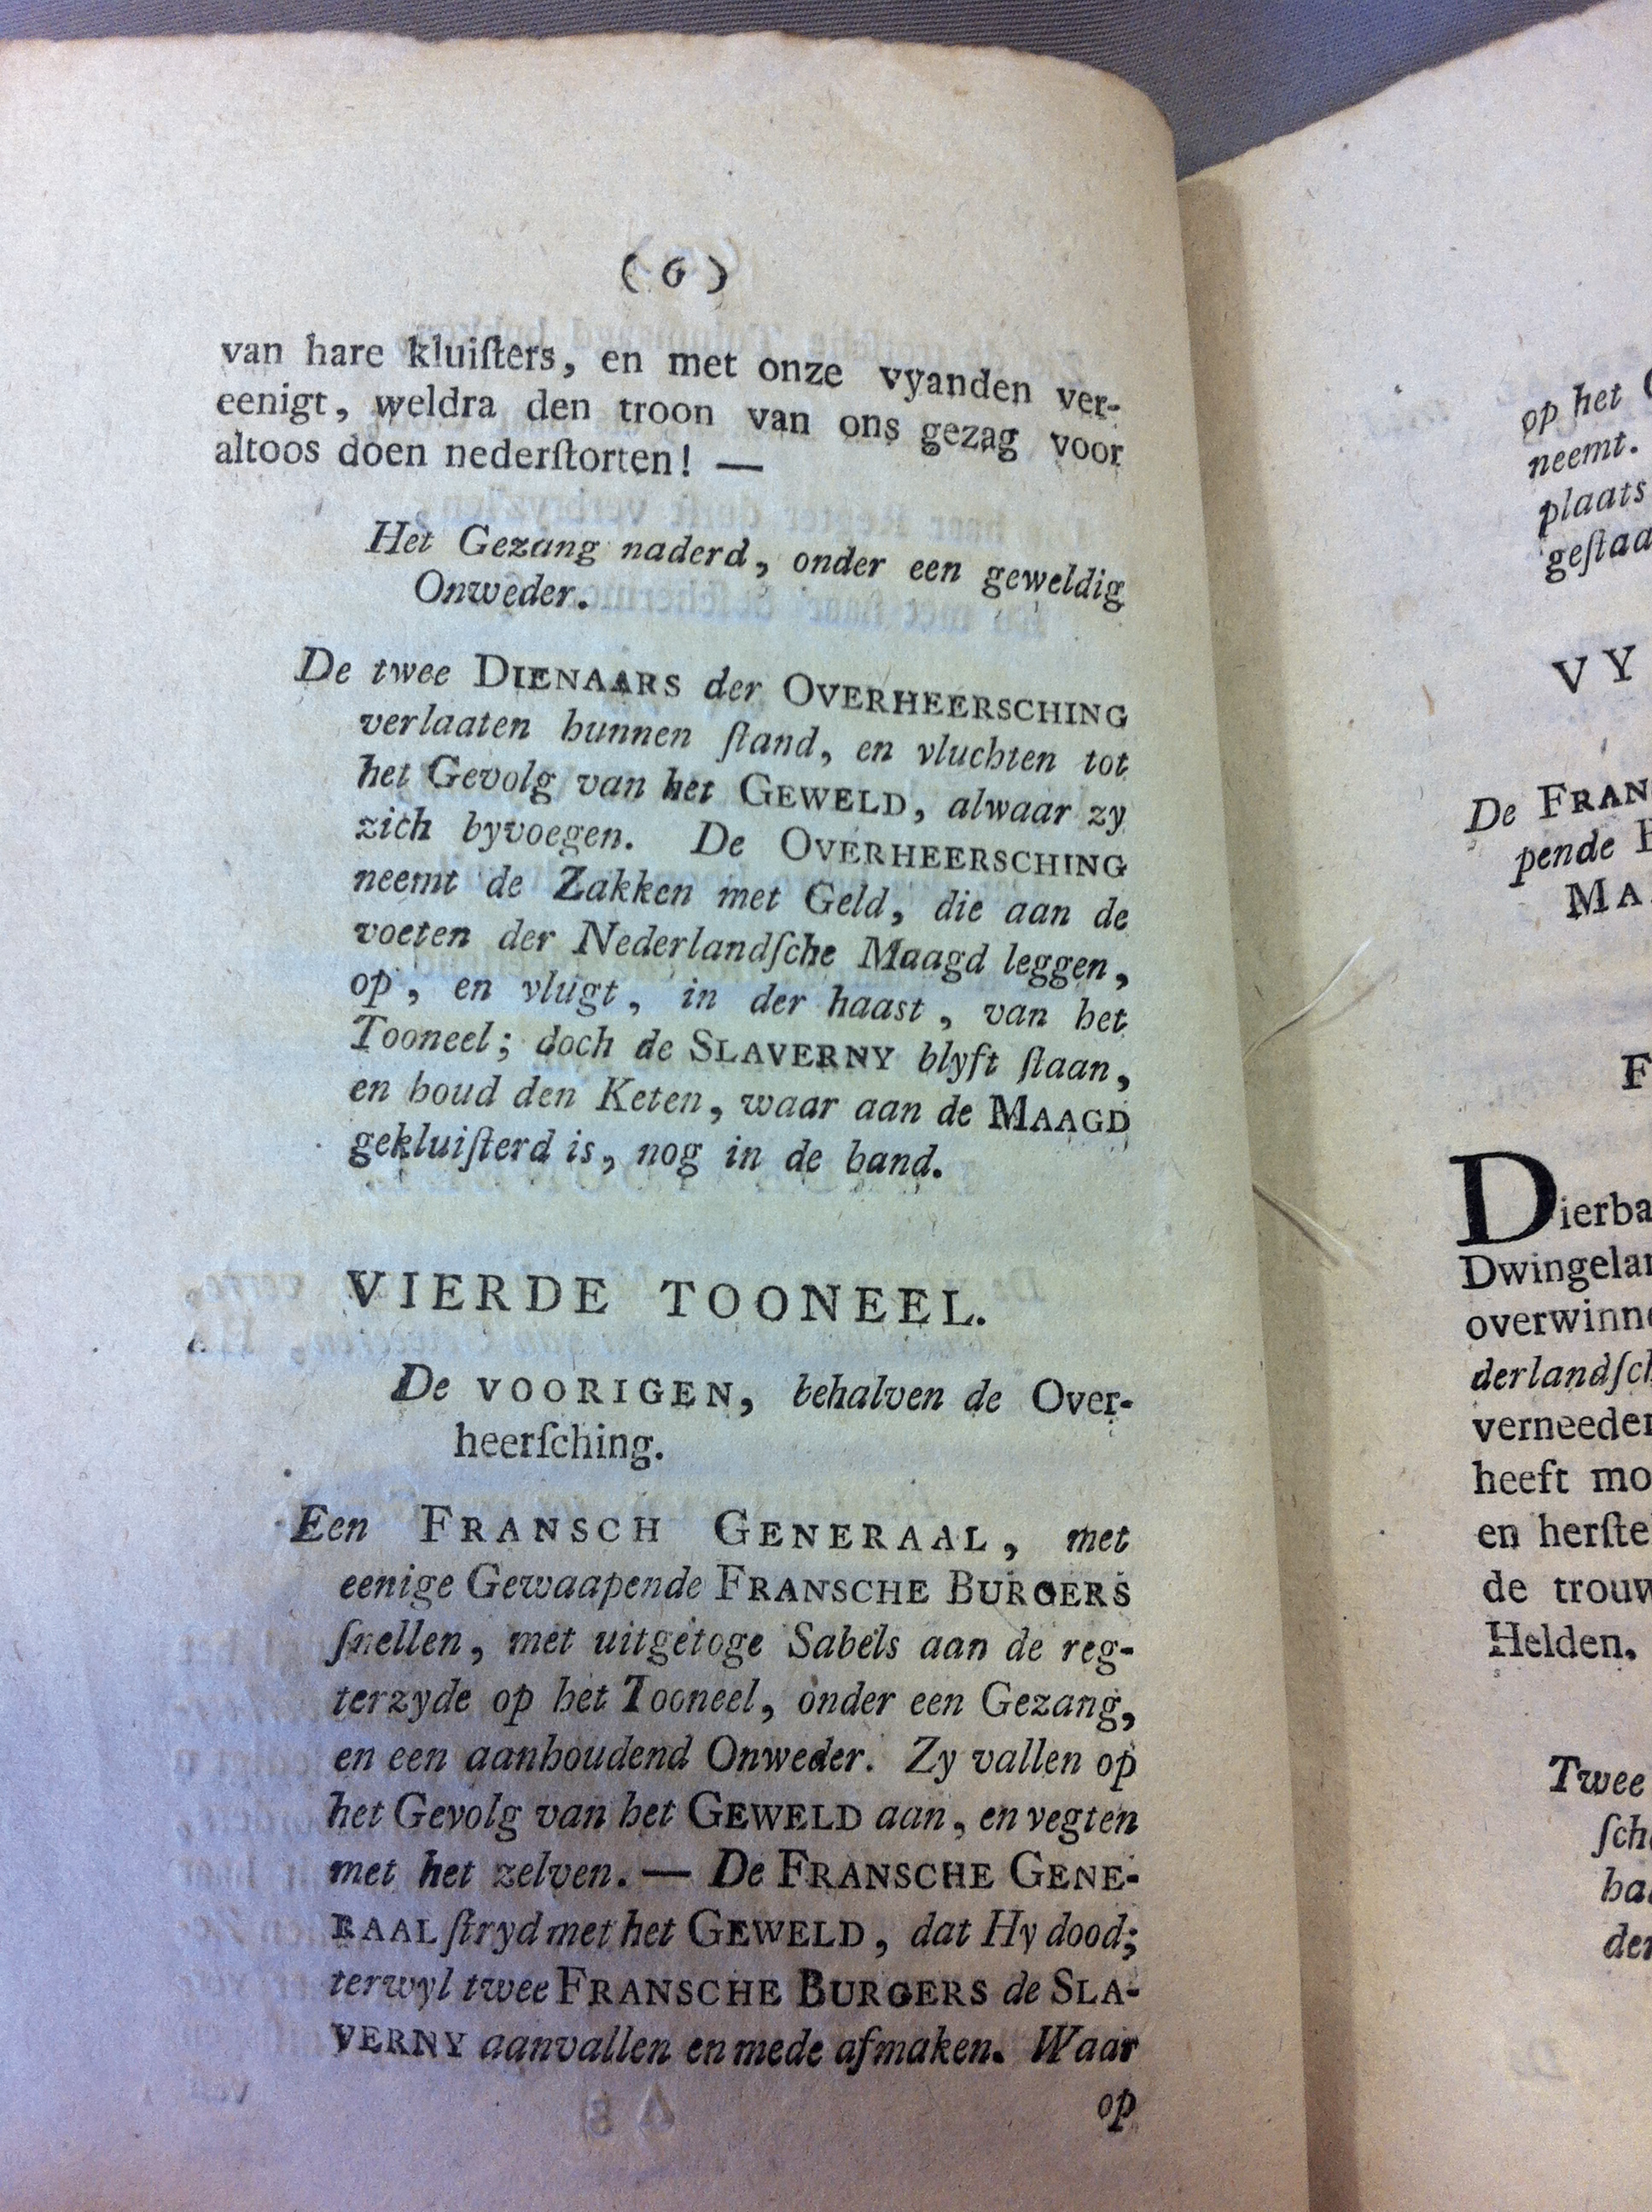 ( 6 )
van hare kluiſters, en met onze vyanden ver-
eenigt, weldra den troon van ons gezag voor
altoos doen nederſtorten! —
Het Gezang naderd, onder een geweldig
Onweder.
De twee DIENAARS der OVERHEERSCHING
verlaaten hunnen ſtand, en vluchten tot
het Gevolg van het GEWELD, alwaar zy
zich byvoegen. De OVERHEERSCHING
neemt de Zakken met Geld, die aan de
voeten der Nederlandſche Maagd leggen,
op, en vlugt, in der haast, van het
Tooneel; doch de SLAVERNY blyft ſtaan,
en houd den Keten, waar aan de MAAGD
gekluiſterd is, nog in de hand.
VIERDE TOONEEL.
De VOORIGEN, behalven de Over-
heerſching.
Een FRANSCH GENERAAL, met
eenige Gewaapende FRANSCHE BURGERS
ſnellen, met uitgetoge Sabels aan de reg-
terzyde op het Tooneel, onder een Gezang,
en een aanhoudend Onweder. Zy vallen op
het Gevolg van het GEWELD aan, en vegten
met het zelven. — De FRANSCHE GENE-
RAAL ſtryd met het GEWELD, dat Hy dood;
terwyl twee FRANSCHE BURGERS de SLA-
VERNY aanvallen en mede afmaken. Waar
op
op het
neemt.
plaats
geſtaa
VY
De FRAN
pende
MA
F
Dierba
Dwingelan
overwinn
derlandſch
verneeder
heeft mo
en herſte
de trouw
Helden.
Twee
ſch
ha
der